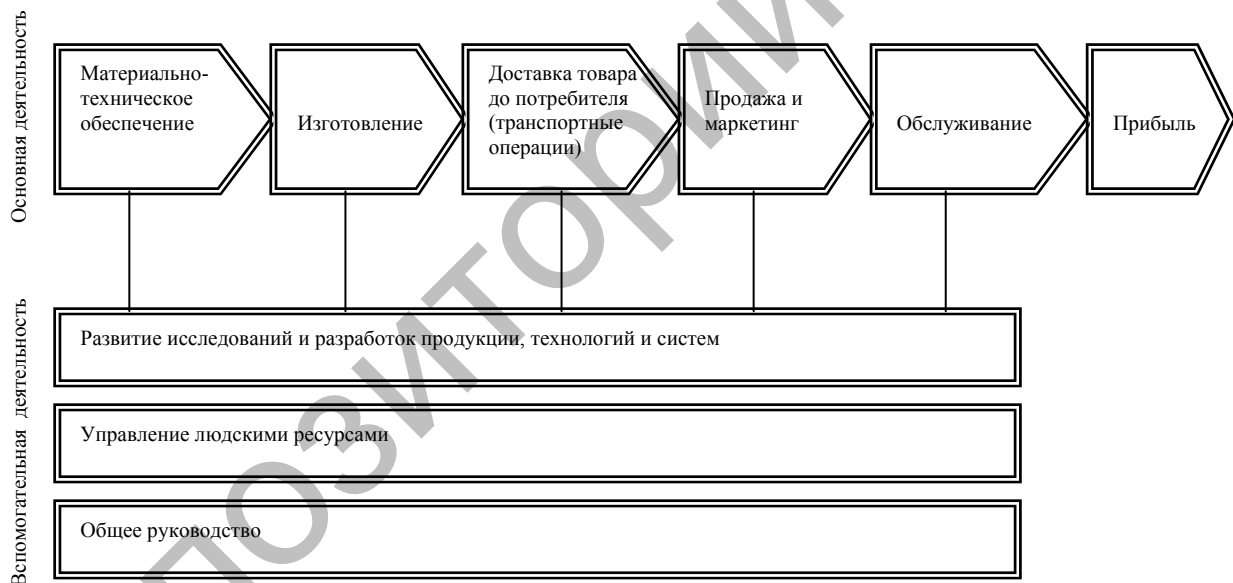 Основная деятельность
Материально-
техническое
обеспечение
Изготовление
Доставка товара
до потребителя
(транспортные
операции)
Продажа и
маркетинг
Обслуживание
Прибыль
Вспомогательная деятельность
Развитие исследований и разработок продукции, технологий и систем
Управление людскими ресурсами
Общее руководство
позитории